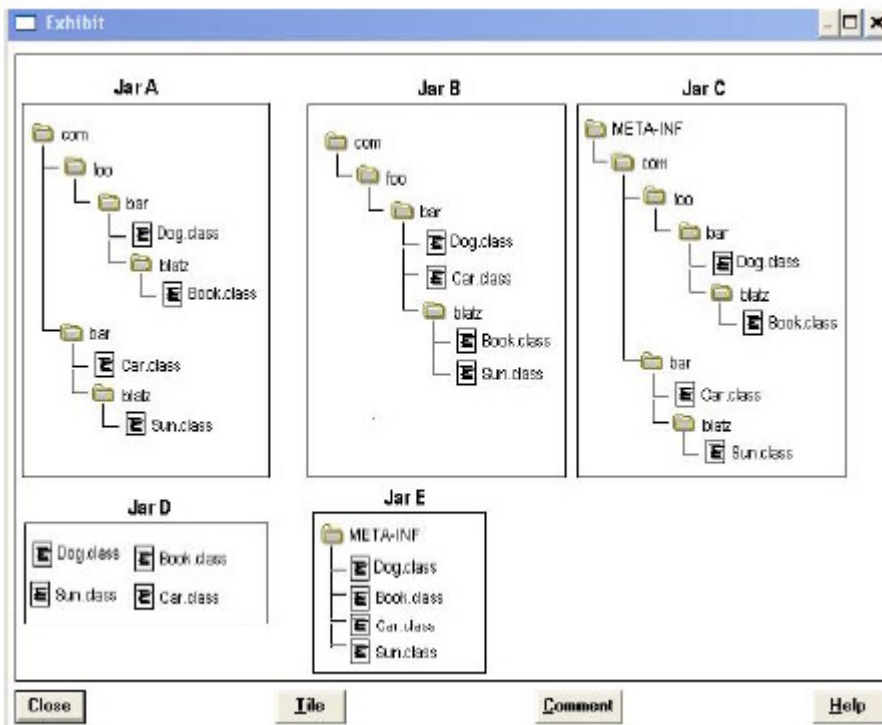 Exhibit
Jar A
com
foo
bar
Dog.class
blatz
Book.class
bar
Car.class
blatz
Sun.class
Jar B
com
foo
bar
Dog.class
Car.class
blatz
Book.class
Sun.class
Jar C
META-INF
com
foo
bar
Dog.class
blatz
Book.class
bar
Car.class
blatz
Sun.class
Jar D
Dog.class Book.class
Sun.class Car.class
Jar E
META-INF
Dog.class
Book.class
Car.class
Sun.class
Close Tile Comment Help